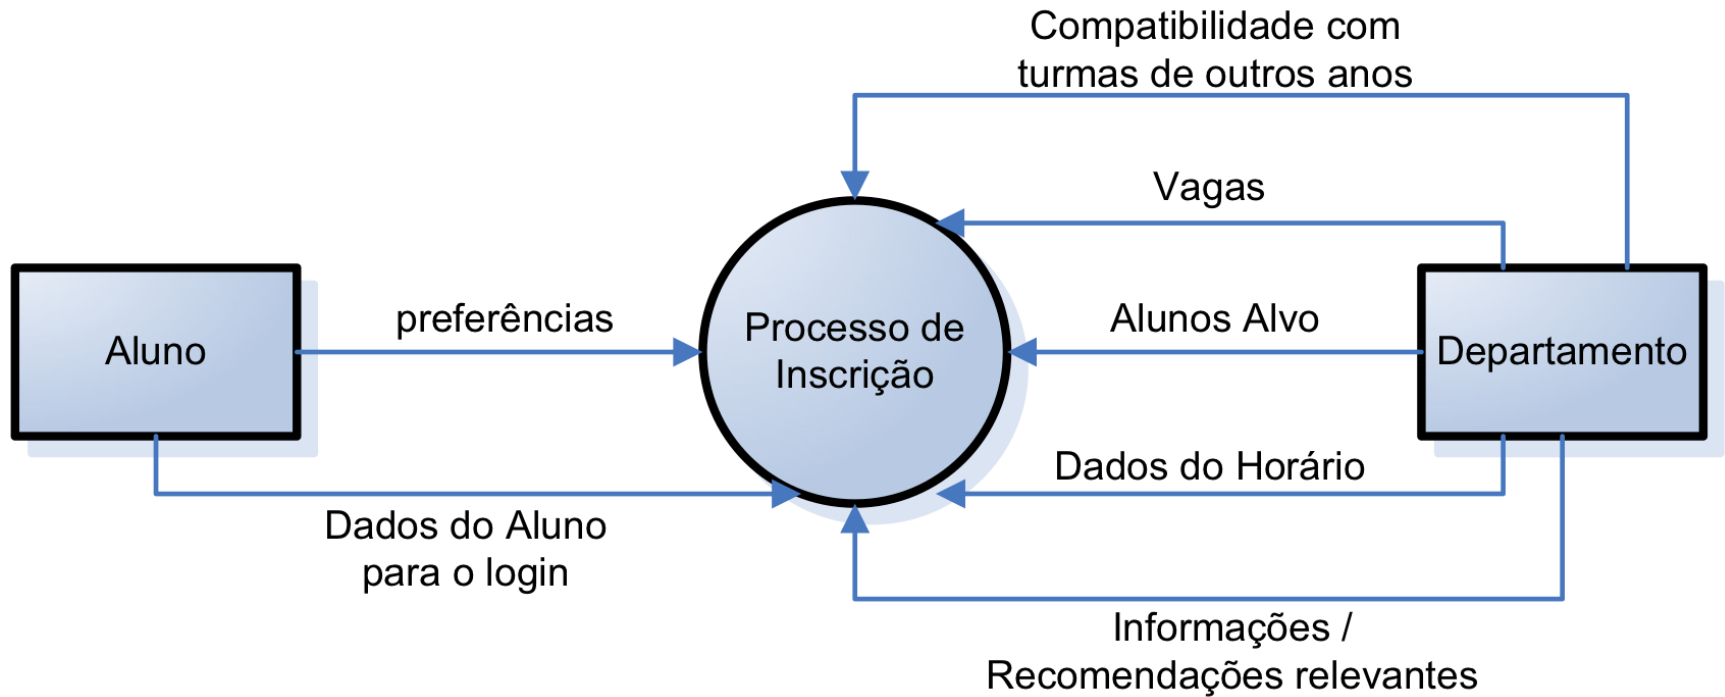 Compatibilidade com
turmas de outros anos
Vagas
Aluno
preferências
Processo de
Inscrição
Alunos Alvo
Departamento
Dados do Aluno
para o login
Dados do Horário
Informações /
Recomendações relevantes